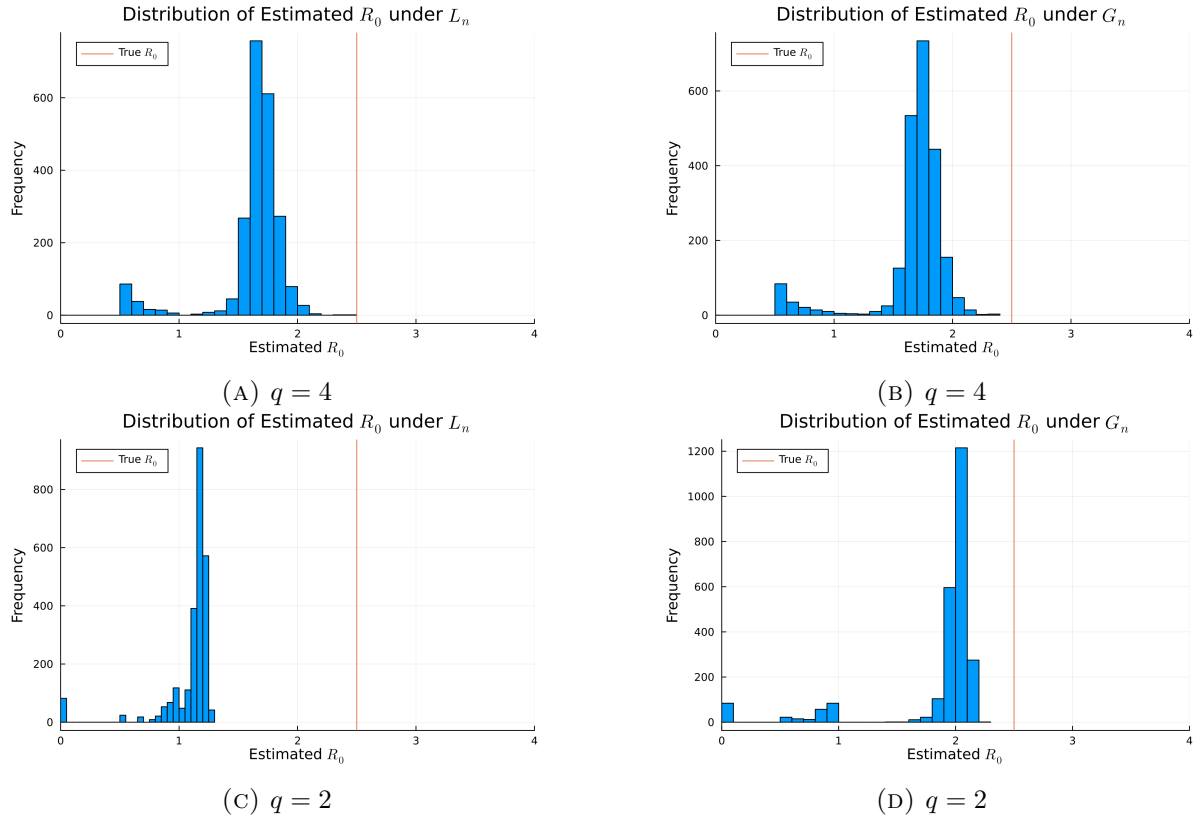 Distribution of Estimated R₀ under Lₙ
True R₀
Frequency
600
400
200
0
0 1 2 3 4
Estimated R₀
(A) q = 4
Distribution of Estimated R₀ under Gₙ
True R₀
Frequency
600
400
200
0
0 1 2 3 4
Estimated R₀
(B) q = 4
Distribution of Estimated R₀ under Lₙ
True R₀
Frequency
800
600
400
200
0
0 1 2 3 4
Estimated R₀
(C) q = 2
Distribution of Estimated R₀ under Gₙ
True R₀
Frequency
1200
1000
800
600
400
200
0
0 1 2 3 4
Estimated R₀
(D) q = 2